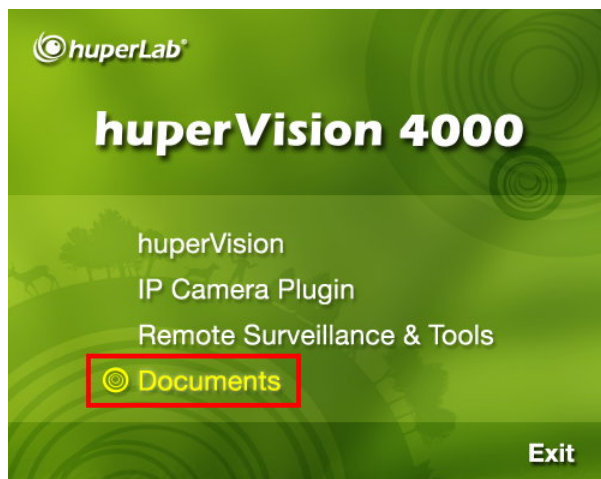 huperLab®
huperVision 4000
huperVision
IP Camera Plugin
Remote Surveillance & Tools
Documents
Exit